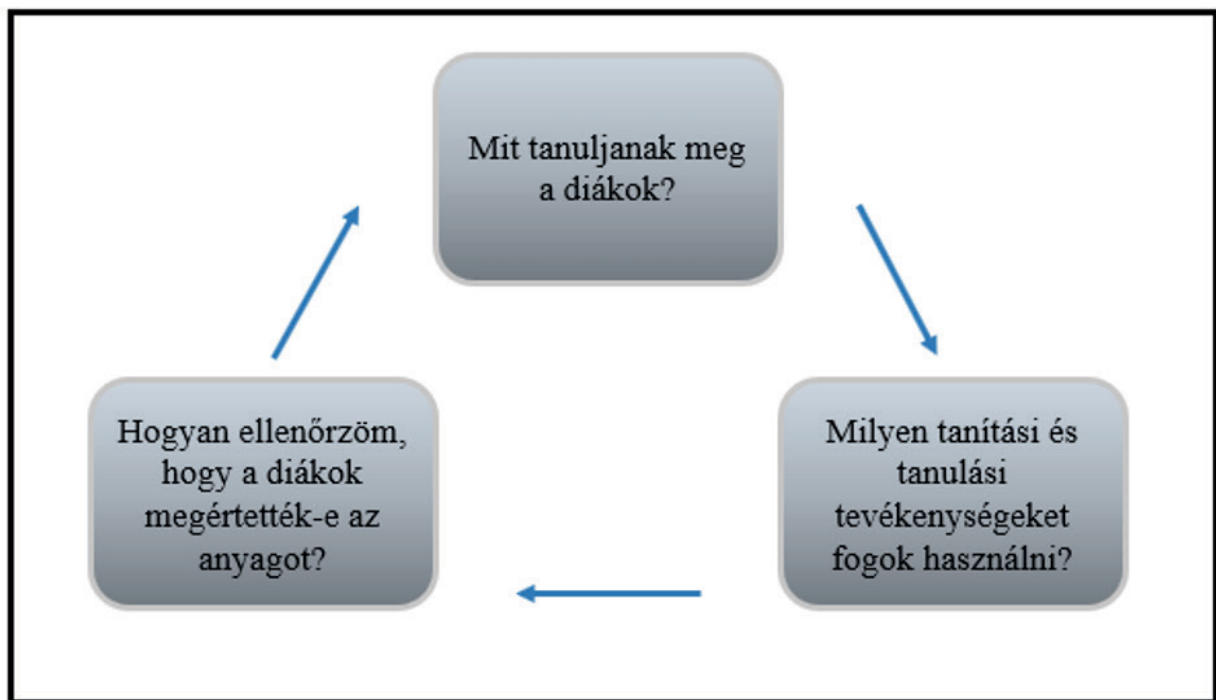 Mit tanuljanak meg
a diákok?
Hogyan ellenőrzöm,
hogy a diákok
megértették-e az
anyagot?
Milyen tanítási és
tanulási
tevékenységeket
fogok használni?